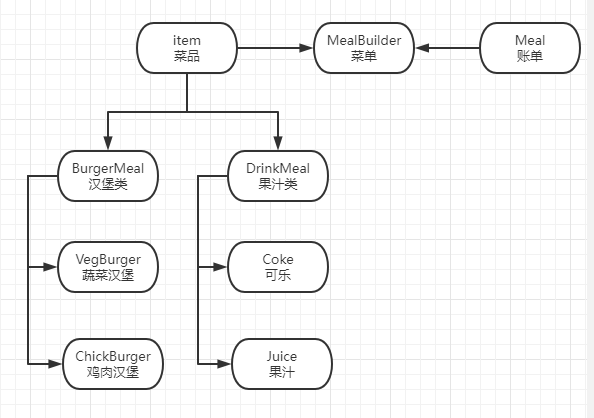 item
菜品
MealBuilder
菜单
Meal
账单
BurgerMeal
汉堡类
DrinkMeal
果汁类
VegBurger
蔬菜汉堡
Coke
可乐
ChickBurger
鸡肉汉堡
Juice
果汁